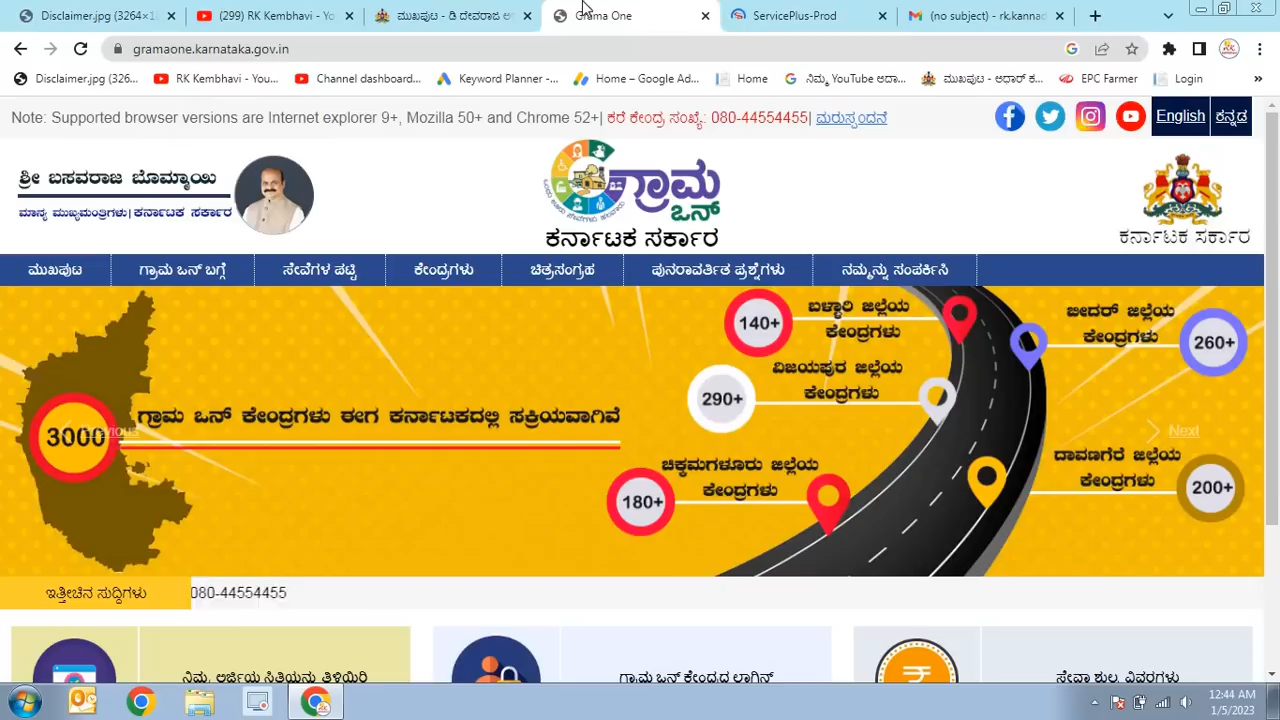 Disclaimer.jpg (3264×1
(299) RK Kembhavi - Yo
ಮುಖಪುಟ - ಡಿ ದೇವರಾಜ ಅ
Grama One
ServicePlus-Prod
(no subject) - rk.kannad
gramaone.karnataka.gov.in
Disclaimer.jpg (326...
RK Kembhavi - You...
Channel dashboard...
Keyword Planner -...
Home – Google Ad...
Home
ನಿಮ್ಮ YouTube ಆದಾ...
ಮುಖಪುಟ - ಆಧಾರ್ ಕ...
EPC Farmer
Login
Note: Supported browser versions are Internet explorer 9+, Mozilla 50+and Chrome 52+| ಕರೆ ಕೇಂದ್ರ ಸಂಖ್ಯೆ: 080-44554455| ಮರುಸ್ಪಂದನೆ
English
ಕನ್ನಡ
ಶ್ರೀ ಬಸವರಾಜ ಬೊಮ್ಮಾಯಿ
ಮಾನ್ಯ ಮುಖ್ಯಮಂತ್ರಿಗಳು| ಕರ್ನಾಟಕ ಸರ್ಕಾರ
ಗ್ರಾಮ
ಒನ್
ಕರ್ನಾಟಕ ಸರ್ಕಾರ
ಕರ್ನಾಟಕ ಸರ್ಕಾರ
ಮುಖಪುಟ
ಗ್ರಾಮ ಒನ್ ಬಗ್ಗೆ
ಸೇವೆಗಳ ಪಟ್ಟಿ
ಕೇಂದ್ರಗಳು
ಚಿತ್ರಸಂಗ್ರಹ
ಪುನರಾವರ್ತಿತ ಪ್ರಶ್ನೆಗಳು
ನಮ್ಮನ್ನು ಸಂಪರ್ಕಿಸಿ
3000
Previous
ಗ್ರಾಮ ಒನ್ ಕೇಂದ್ರಗಳು ಈಗ ಕರ್ನಾಟಕದಲ್ಲಿ ಸಕ್ರಿಯವಾಗಿವೆ
140+
ಬಳ್ಳಾರಿ ಜಿಲ್ಲೆಯ
ಕೇಂದ್ರಗಳು
290+
ವಿಜಯಪುರ ಜಿಲ್ಲೆಯ
ಕೇಂದ್ರಗಳು
180+
ಚಿಕ್ಕಮಗಳೂರು ಜಿಲ್ಲೆಯ
ಕೇಂದ್ರಗಳು
ಬೀದರ್ ಜಿಲ್ಲೆಯ
ಕೇಂದ್ರಗಳು
260+
Next
ದಾವಣಗೆರೆ ಜಿಲ್ಲೆಯ
ಕೇಂದ್ರಗಳು
200+
ಇತ್ತೀಚಿನ ಸುದ್ದಿಗಳು
080-44554455
ನಿಮ್ಮ ಅರ್ಜಿಯ ಸ್ಥಿತಿಯನ್ನು ತಿಳಿಯಿರಿ
ಗ್ರಾಮ ಒನ್ ಕೇಂದ್ರದ ಲಾಗಿನ್
ಸೇವಾ ಶುಲ್ಕ ವಿವರಗಳು
12:44 AM
1/5/2023